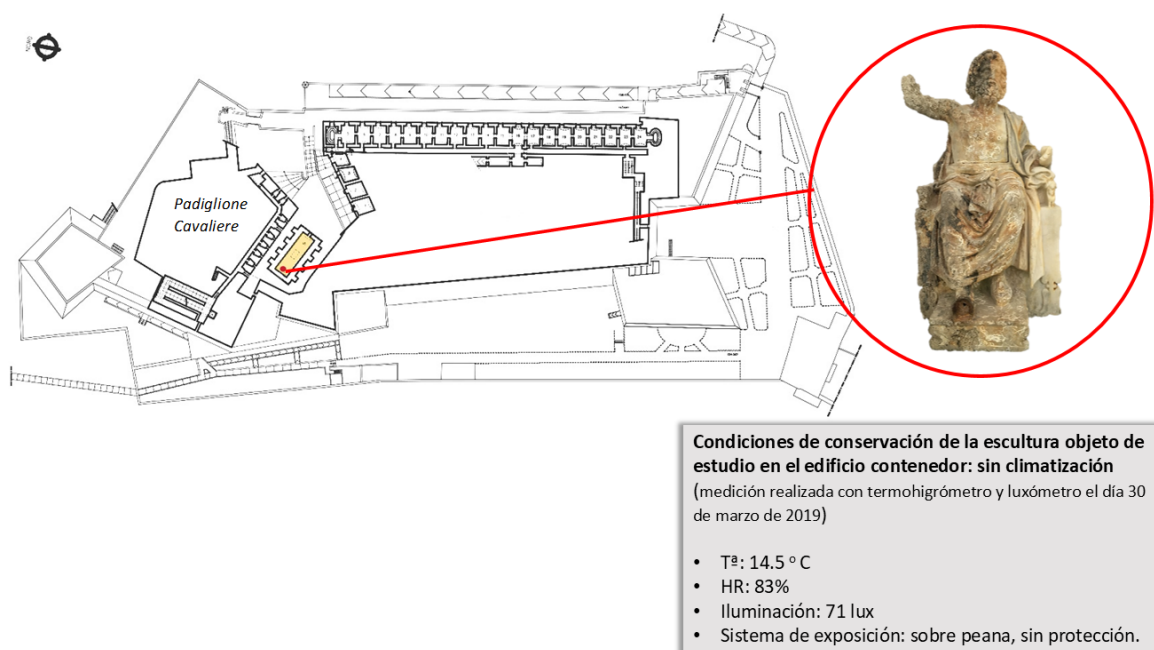 Padiglione
Cavaliere
Condiciones de conservación de la escultura objeto de
estudio en el edificio contenedor: sin climatización
(medición realizada con termohigrómetro y luxómetro el día 30
de marzo de 2019)
• Tª: 14.5 º C
• HR: 83%
• Iluminación: 71 lux
• Sistema de exposición: sobre peana, sin protección.